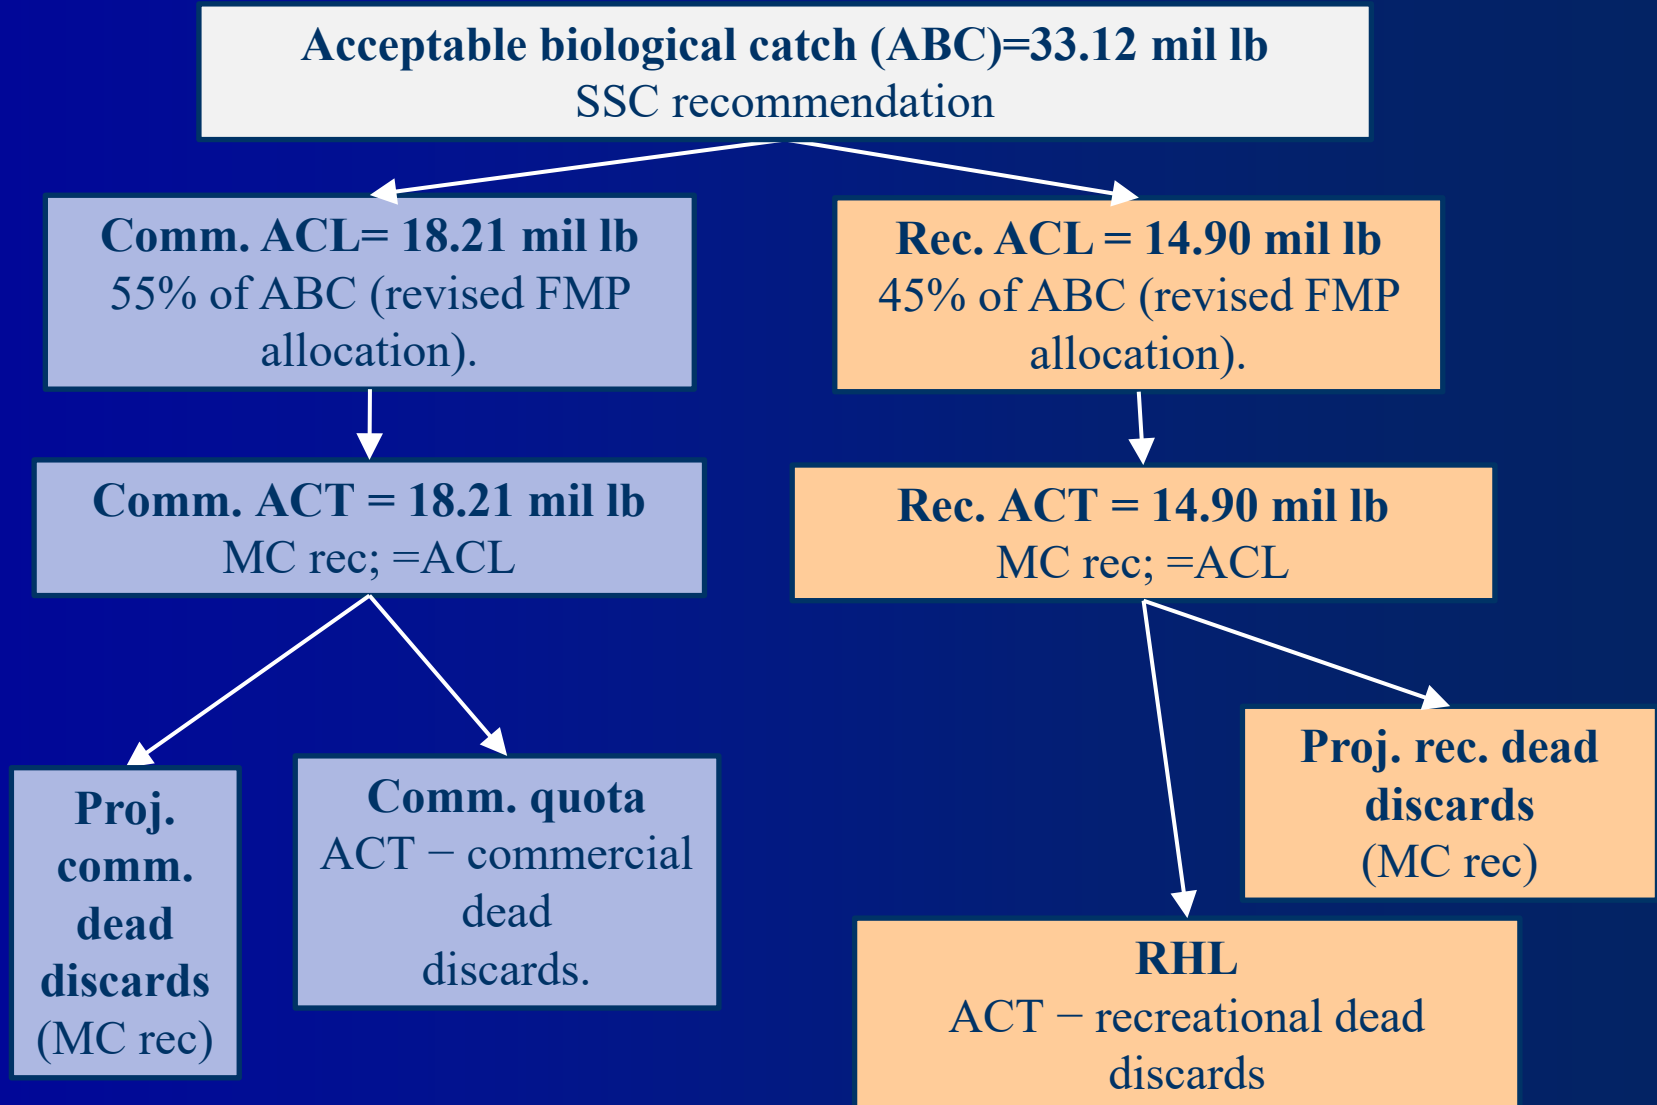 Acceptable biological catch (ABC)=33.12 mil lb
SSC recommendation
Comm. ACL= 18.21 mil lb
55% of ABC (revised FMP
allocation).
Rec. ACL = 14.90 mil lb
45% of ABC (revised FMP
allocation).
Comm. ACT = 18.21 mil lb
MC rec; =ACL
Rec. ACT = 14.90 mil lb
MC rec; =ACL
Proj.
comm.
dead
discards
(MC rec)
Comm. quota
ACT − commercial
dead
discards.
Proj. rec. dead
discards
(MC rec)
RHL
ACT − recreational dead
discards